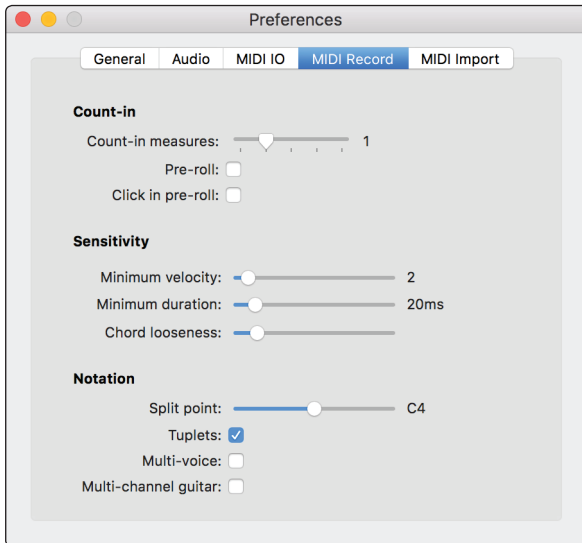 Preferences
General Audio MIDI IO MIDI Record MIDI Import
Count-in
Count-in measures: 1
Pre-roll:
Click in pre-roll:
Sensitivity
Minimum velocity: 2
Minimum duration: 20ms
Chord looseness:
Notation
Split point: C4
Tuplets:
Multi-voice:
Multi-channel guitar: